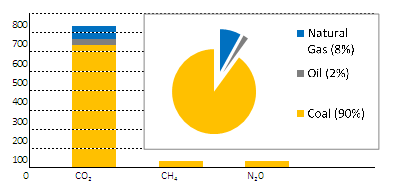 800
700
600
500
400
300
200
100
0
Natural
Gas (8%)
Oil (2%)
Coal (90%)
CO₂
CH₄
N₂O